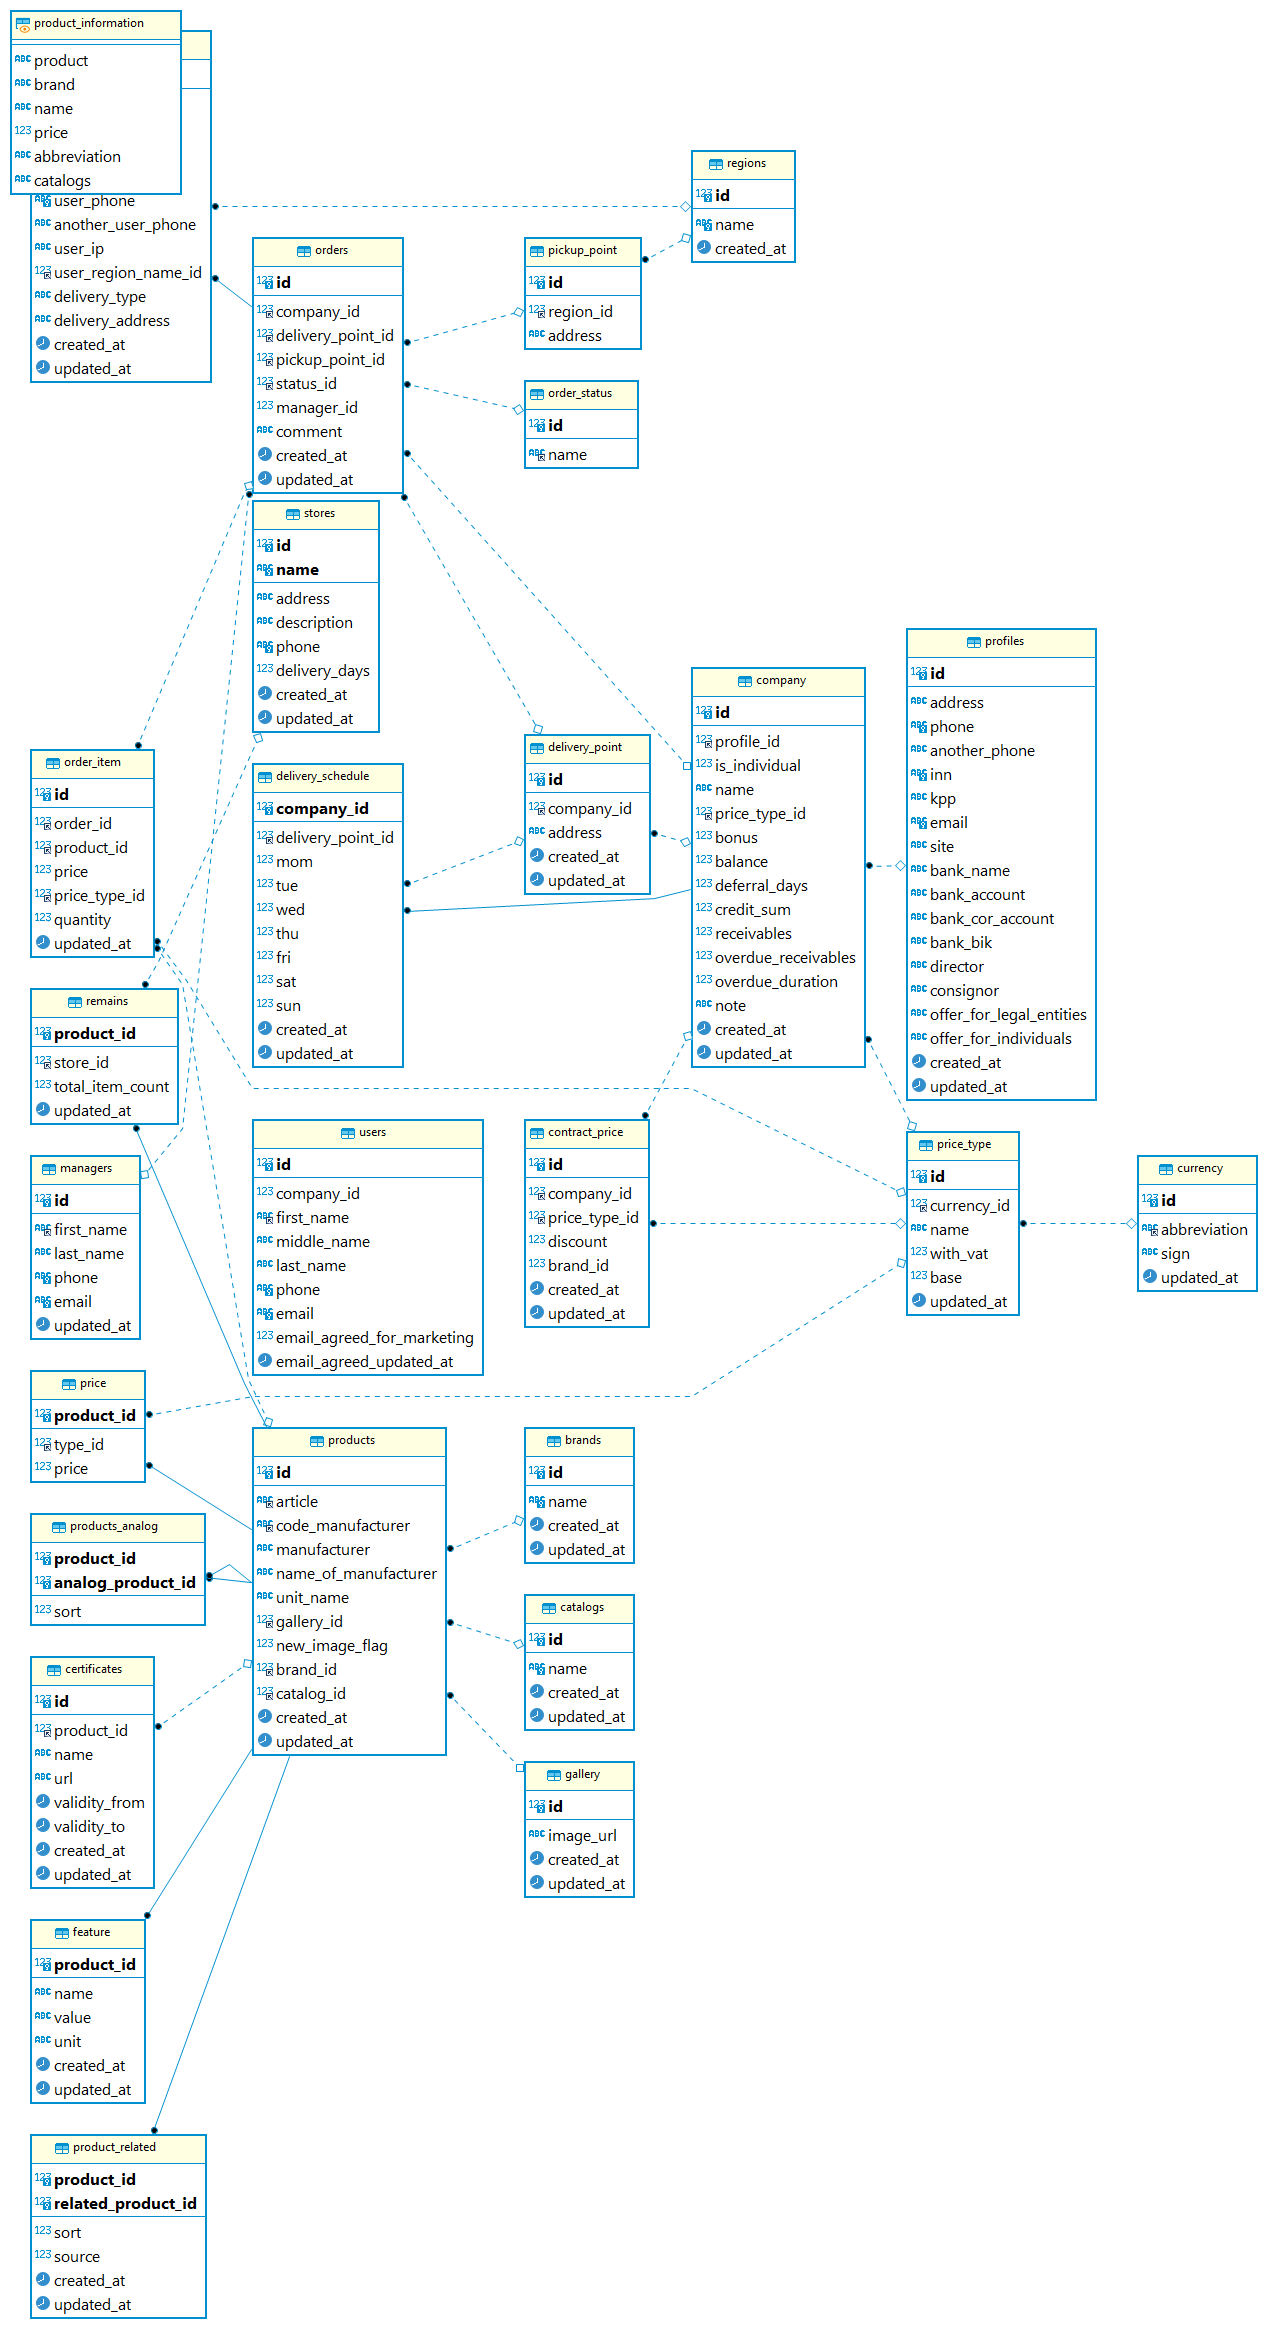 product_information
product
brand
name
price
abbreviation
catalogs
user_phone
another_user_phone
user_ip
user_region_name_id
delivery_type
delivery_address
created_at
updated_at
regions
id
name
created_at
orders
id
company_id
delivery_point_id
pickup_point_id
status_id
manager_id
comment
created_at
updated_at
pickup_point
id
region_id
address
order_status
id
name
stores
id
name
address
description
phone
delivery_days
created_at
updated_at
profiles
id
address
phone
another_phone
inn
kpp
email
site
bank_name
bank_account
bank_cor_account
bank_bik
director
consignor
offer_for_legal_entities
offer_for_individuals
created_at
updated_at
company
id
profile_id
is_individual
name
price_type_id
bonus
balance
deferral_days
credit_sum
receivables
overdue_receivables
overdue_duration
note
created_at
updated_at
delivery_point
id
company_id
address
created_at
updated_at
order_item
id
order_id
product_id
price
price_type_id
quantity
updated_at
delivery_schedule
company_id
delivery_point_id
mom
tue
wed
thu
fri
sat
sun
created_at
updated_at
remains
product_id
store_id
total_item_count
updated_at
users
id
company_id
first_name
middle_name
last_name
phone
email
email_agreed_for_marketing
email_agreed_updated_at
contract_price
id
company_id
price_type_id
discount
brand_id
created_at
updated_at
price_type
id
currency_id
name
with_vat
base
updated_at
currency
id
abbreviation
sign
updated_at
managers
id
first_name
last_name
phone
email
updated_at
price
product_id
type_id
price
products
id
article
code_manufacturer
manufacturer
name_of_manufacturer
unit_name
gallery_id
new_image_flag
brand_id
catalog_id
created_at
updated_at
brands
id
name
created_at
updated_at
products_analog
product_id
analog_product_id
sort
catalogs
id
name
created_at
updated_at
certificates
id
product_id
name
url
validity_from
validity_to
created_at
updated_at
gallery
id
image_url
created_at
updated_at
feature
product_id
name
value
unit
created_at
updated_at
product_related
product_id
related_product_id
sort
source
created_at
updated_at